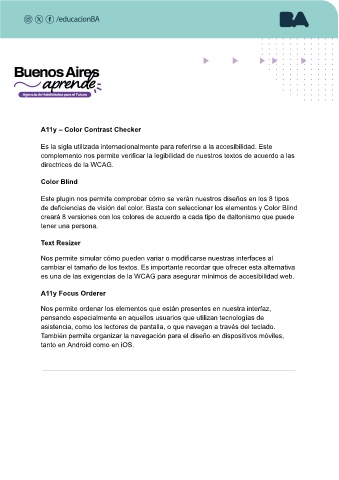 /educacionBA
BA
Buenos Aires
aprende
Agencia de Habilidades para el Futuro
A11y – Color Contrast Checker
Es la sigla utilizada internacionalmente para referirse a la accesibilidad. Este
complemento nos permite verificar la legibilidad de nuestros textos de acuerdo a las
directrices de la WCAG.
Color Blind
Este plugin nos permite comprobar cómo se verán nuestros diseños en los 8 tipos
de deficiencias de visión del color. Basta con seleccionar los elementos y Color Blind
creará 8 versiones con los colores de acuerdo a cada tipo de daltonismo que puede
tener una persona.
Text Resizer
Nos permite simular cómo pueden variar o modificarse nuestras interfaces al
cambiar el tamaño de los textos. Es importante recordar que ofrecer esta alternativa
es una de las exigencias de la WCAG para asegurar mínimos de accesibilidad web.
A11y Focus Orderer
Nos permite ordenar los elementos que están presentes en nuestra interfaz,
pensando especialmente en aquellos usuarios que utilizan tecnologías de
asistencia, como los lectores de pantalla, o que navegan a través del teclado.
También permite organizar la navegación para el diseño en dispositivos móviles,
tanto en Android como en iOS.